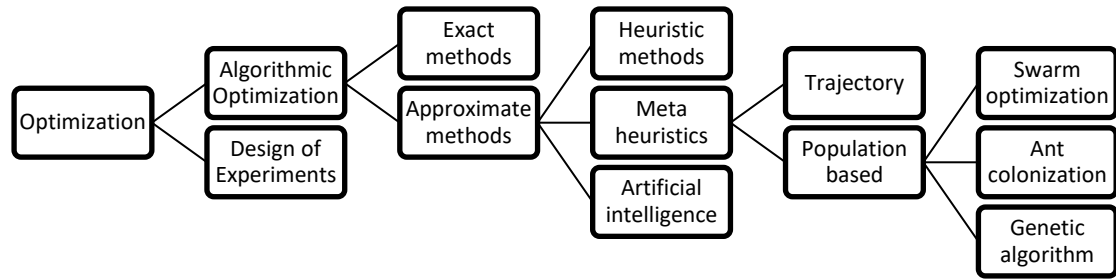 Optimization
Algorithmic
Optimization
Design of
Experiments
Exact
methods
Approximate
methods
Heuristic
methods
Meta
heuristics
Artificial
intelligence
Trajectory
Population
based
Swarm
optimization
Ant
colonization
Genetic
algorithm